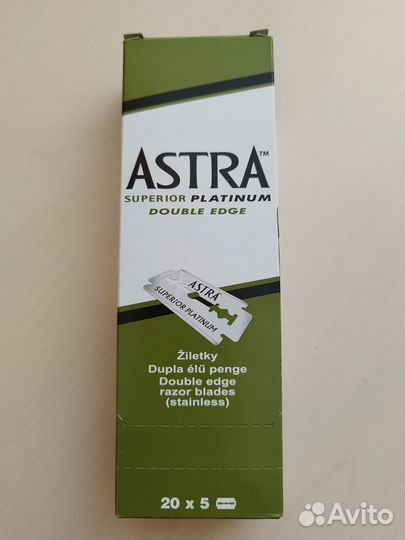 ASTRA™
SUPERIOR PLATINUM
DOUBLE EDGE
ASTRA
SUPERIOR PLATINUM
Žiletky
Dupla élű penge
Double edge
razor blades
(stainless)
20 x 5
Avito